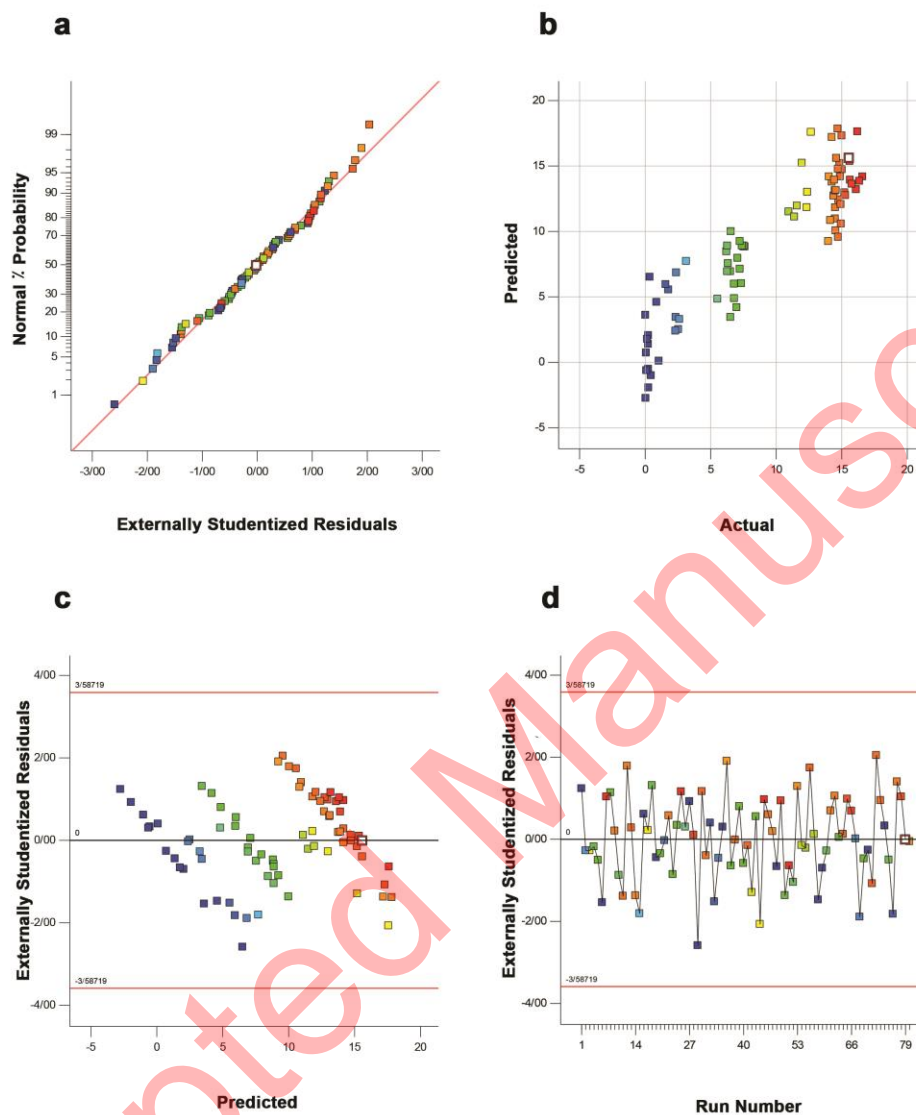 a
Normal % Probability
99
95
90
80
70
50
30
20
10
5
1
-3/00 -2/000 -1/00 0/00 1/00 2/00 3/00
Externally Studentized Residuals
b
Predicted
20
15
10
5
0
-5
-5 0 5 10 15 20
Actual
c
Externally Studentized Residuals
4/00
3/58719
2/00
0/00
0
-2/00
-3/58719
-4/00
-5 0 5 10 15 20
Predicted
d
Externally Studentized Residuals
4/00
3/58719
2/00
0/00
0
-2/00
-3/58719
-4/00
1 14 27 40 53 66 79
Run Number
pted Manusc